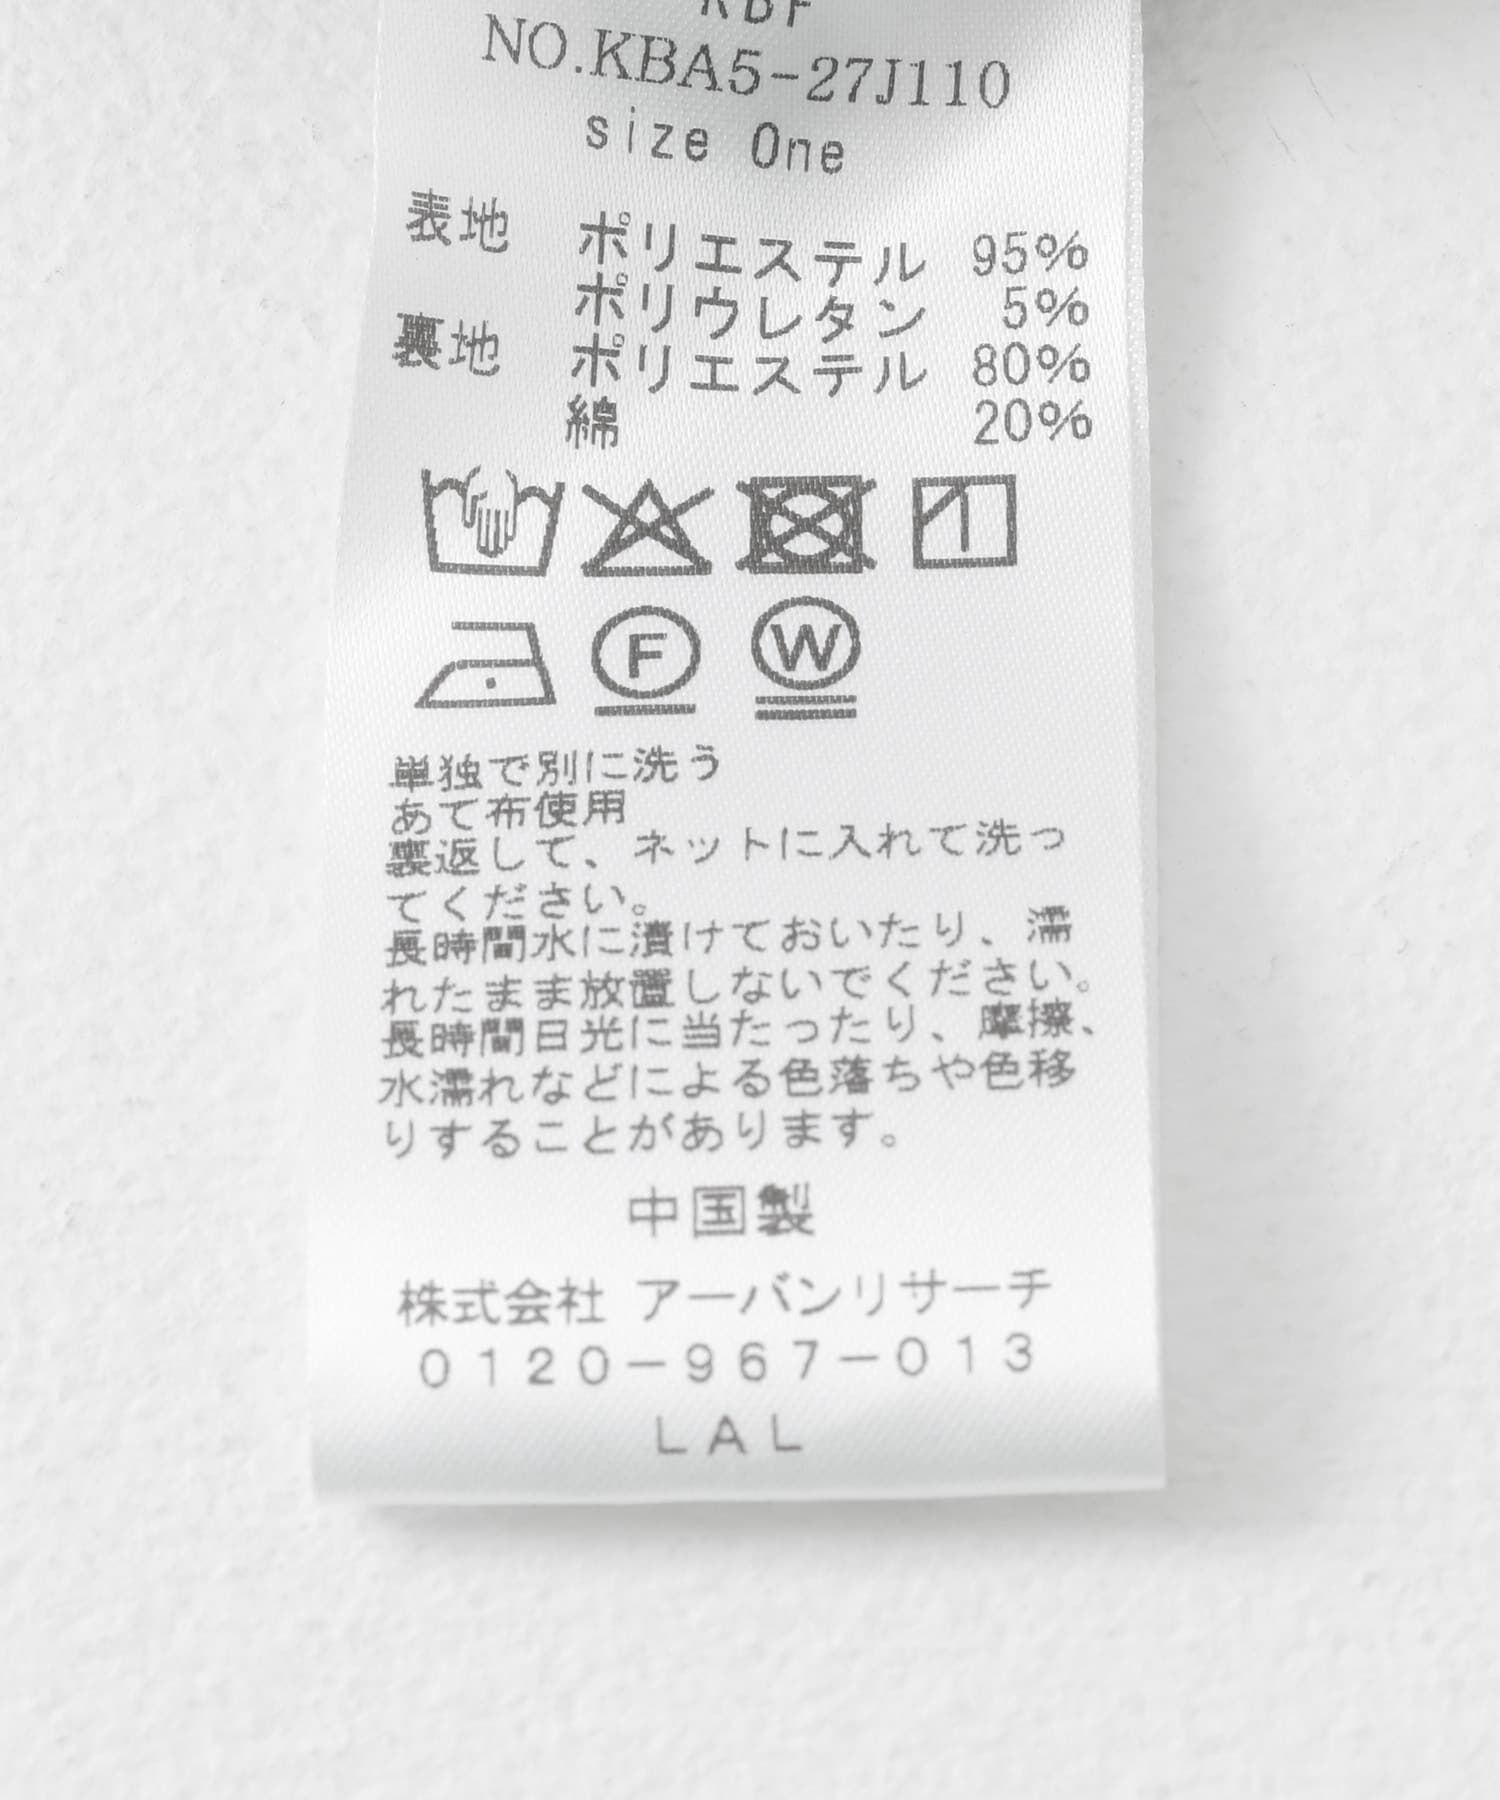 KBF
NO.KBA5-27J110
size One
表地 ポリエステル 95%
ポリウレタン 5%
裏地 ポリエステル 80%
綿 20%
F W
単独で別に洗う
あて布使用
裏返して、ネットに入れて洗っ
てください。
長時間水に漬けておいたり、濡
れたまま放置しないでください。
長時間日光に当たったり、摩擦、
水濡れなどによる色落ちや色移
りすることがあります。
中国製
株式会社 アーバンリサーチ
0120-967-013
LAL